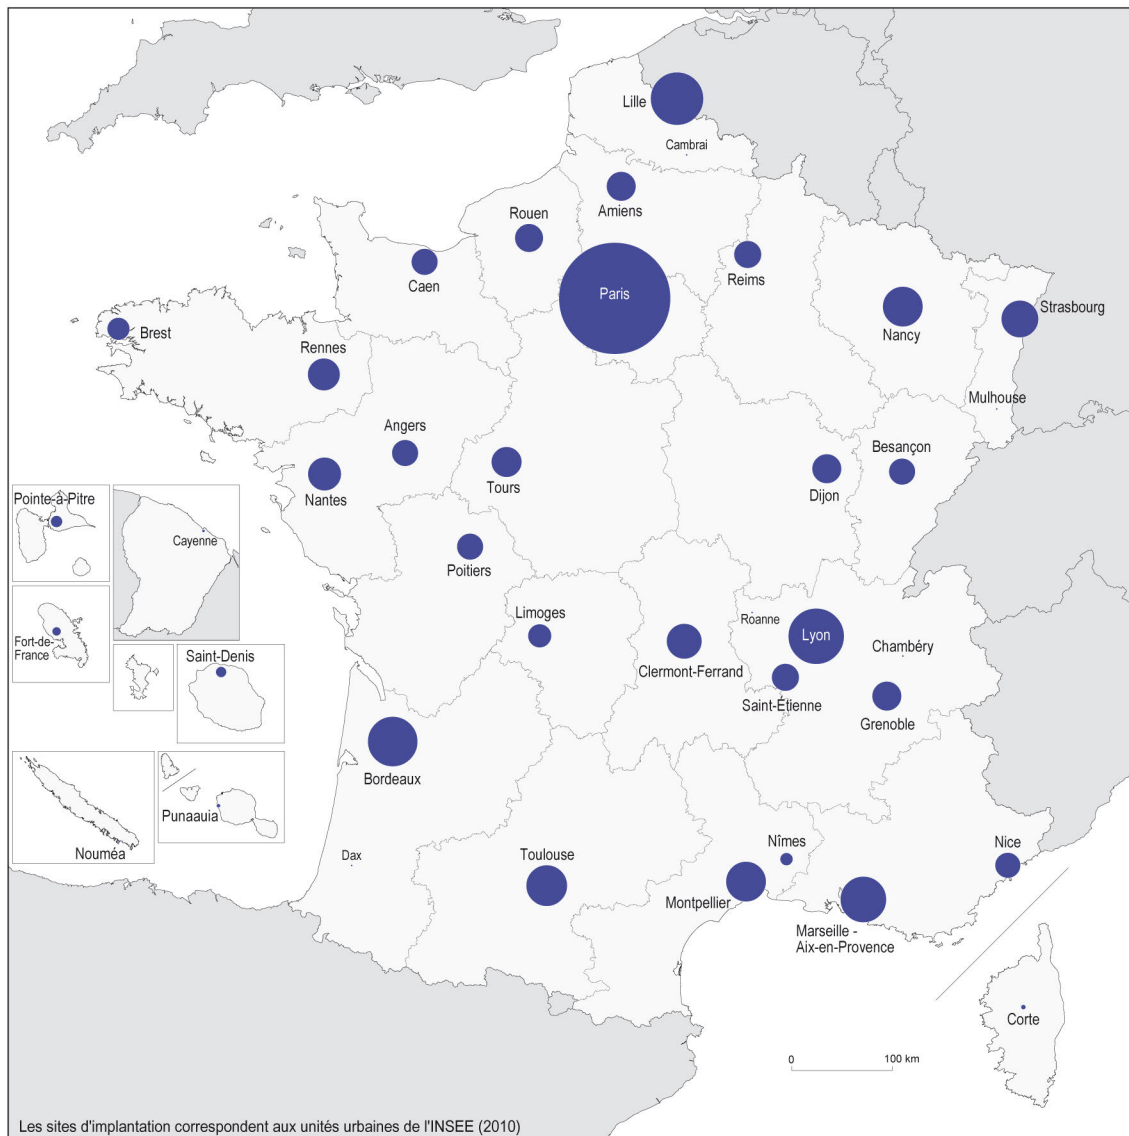 Lille
Cambrai
Amiens
Rouen
Caen
Reims
Paris
Strasbourg
Nancy
Brest
Rennes
Mulhouse
Angers
Besançon
Nantes
Tours
Dijon
Pointe-à-Pitre
Cayenne
Poitiers
Limoges
Roanne
Lyon
Chambéry
Fort-de-
France
Saint-Denis
Clermont-Ferrand
Saint-Étienne
Grenoble
Bordeaux
Punaauia
Nouméa
Dax
Toulouse
Nîmes
Nice
Montpellier
Marseille -
Aix-en-Provence
Corte
0
100 km
Les sites d'implantation correspondent aux unités urbaines de l'INSEE (2010)